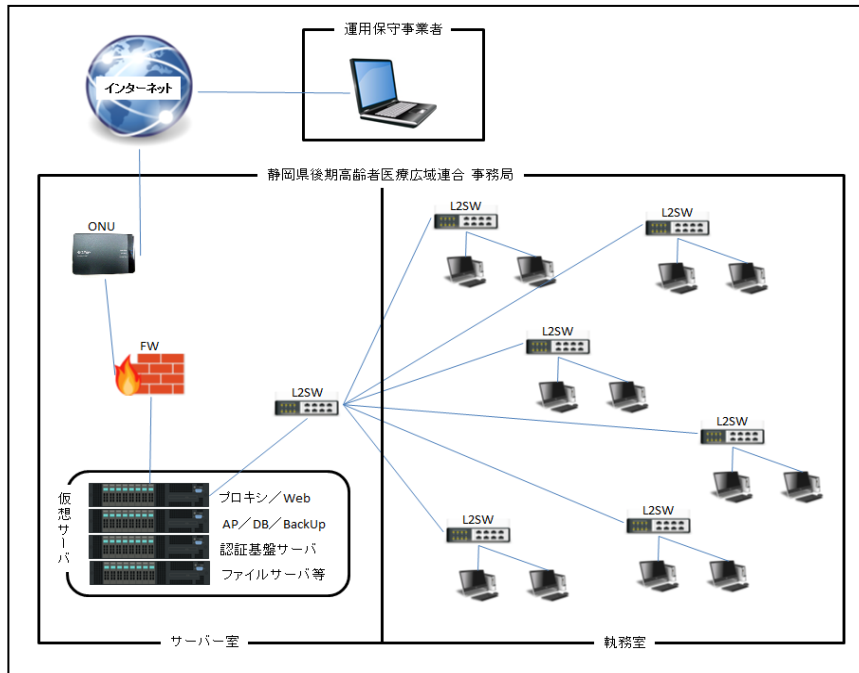 運用保守事業者
インターネット
静岡県後期高齢者医療広域連合 事務局
ONU
FW
L2SW
L2SW
L2SW
L2SW
L2SW
L2SW
L2SW
仮想サーバ
プロキシ／Web
AP／DB／BackUp
認証基盤サーバ
ファイルサーバ等
サーバー室
執務室